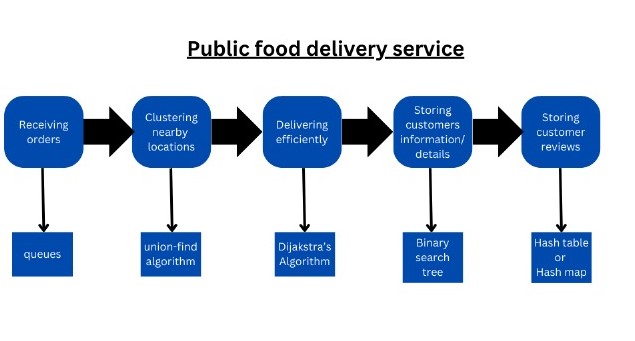 Public food delivery service
Receiving
orders
Clustering
nearby
locations
Delivering
efficiently
Storing
customers
information/
details
Storing
customer
reviews
queues
union-find
algorithm
Dijakstra's
Algorithm
Binary
search
tree
Hash table
or
Hash map